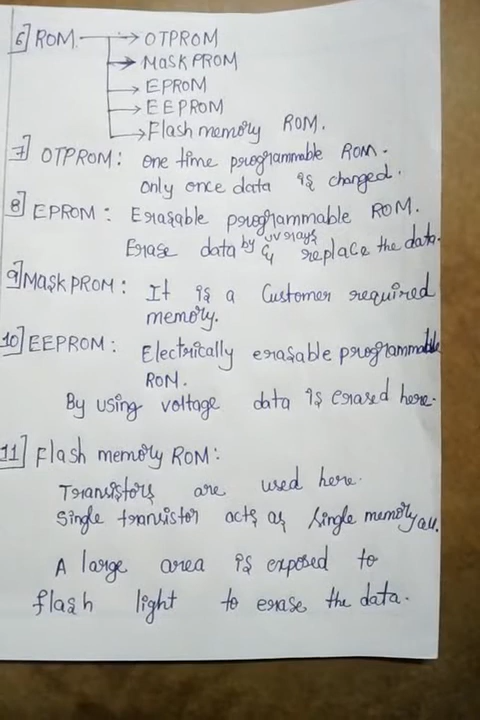 6] ROM → OTPROM
→ Mask PROM
→ EPROM
→ EEPROM
→ Flash memory ROM.
7] OTPROM: One time programmable ROM.
Only once data is changed.
8] EPROM: Erasable programmable ROM.
Erase data by UV rays & replace the data.
9] Mask PROM: It is a Customer required
memory.
10] EEPROM: Electrically erasable programmable
ROM.
By using voltage data is erased here.
11] Flash memory ROM:
Transistors are used here.
Single transistor acts as single memory
A large area is exposed to
flash light to erase the data.